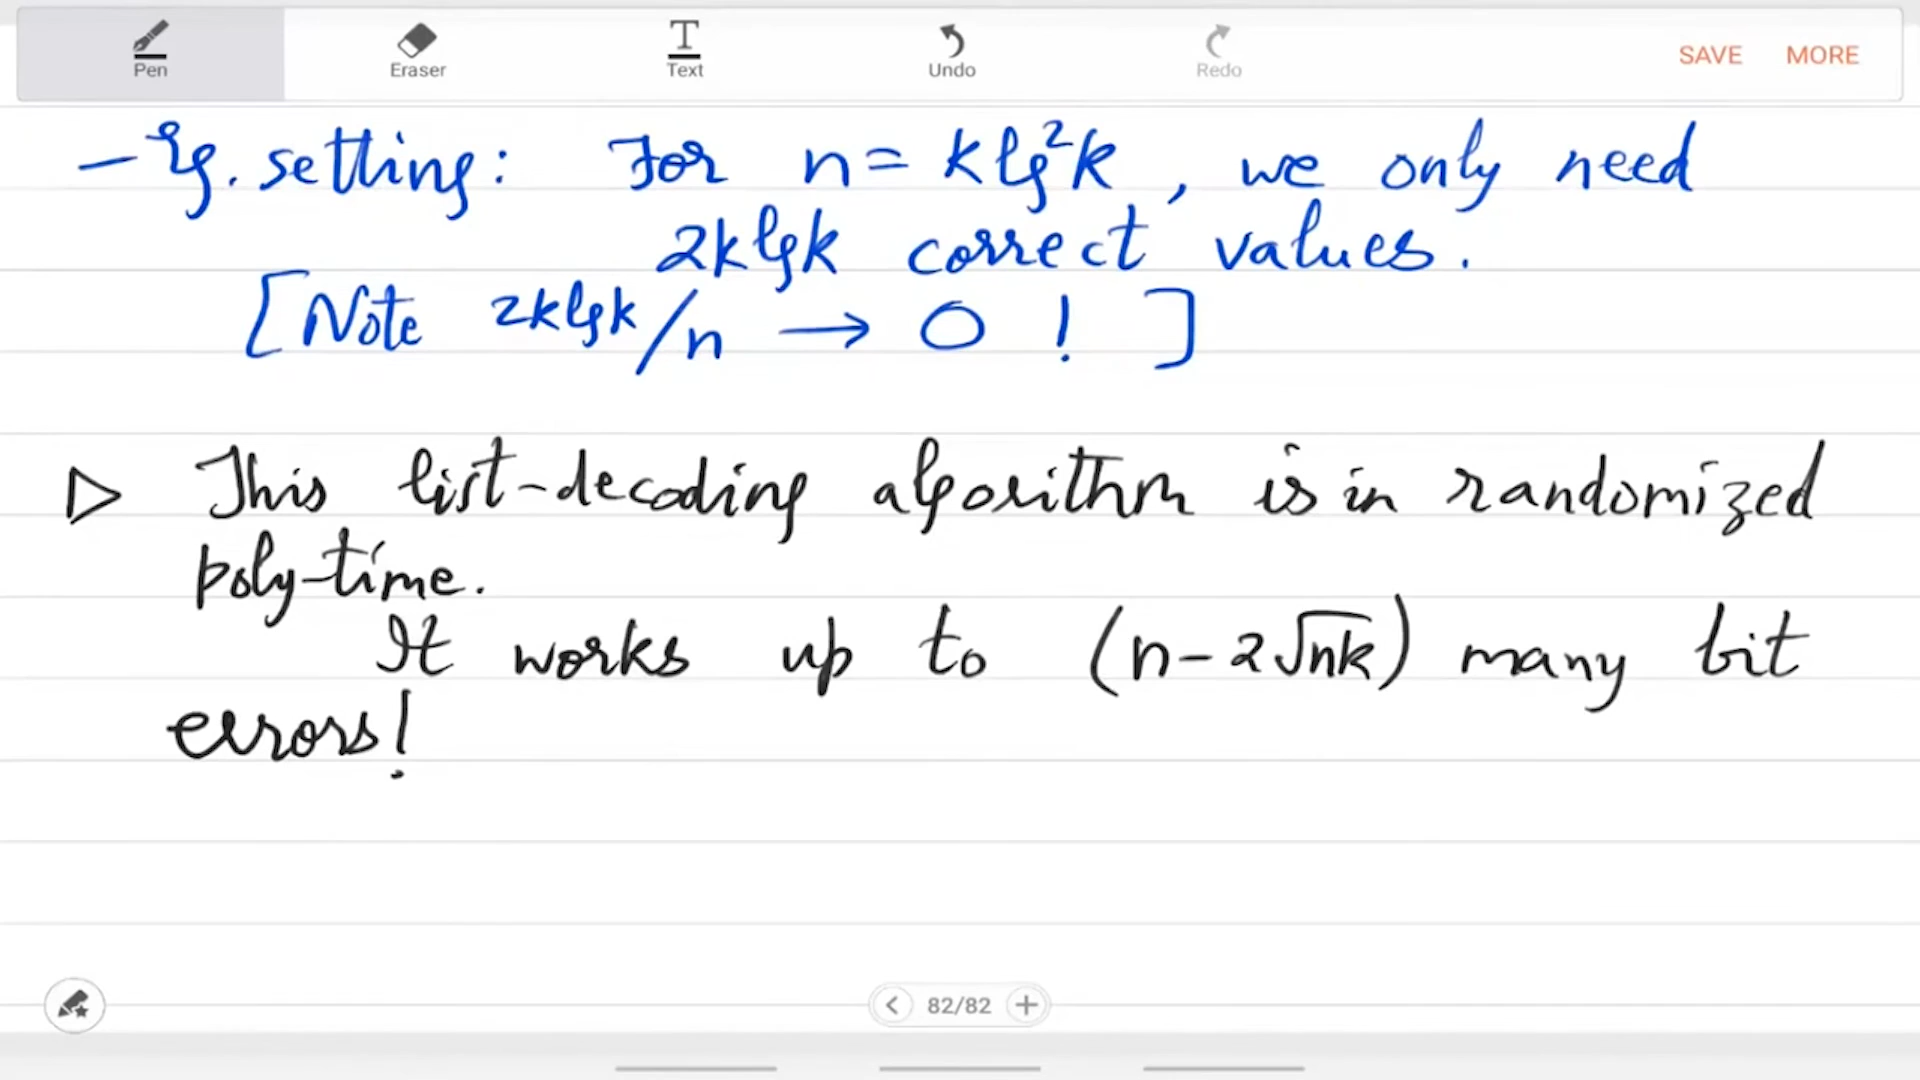 Pen Eraser Text Undo Redo SAVE MORE
- Eg. setting: For n = k lg²k, we only need
2k lg k correct values.
[Note 2k lg k/n → 0 ! ]
▷ This list-decoding algorithm is in randomized
poly-time.
It works up to (n-2√nk) many bit
errors!
82/82